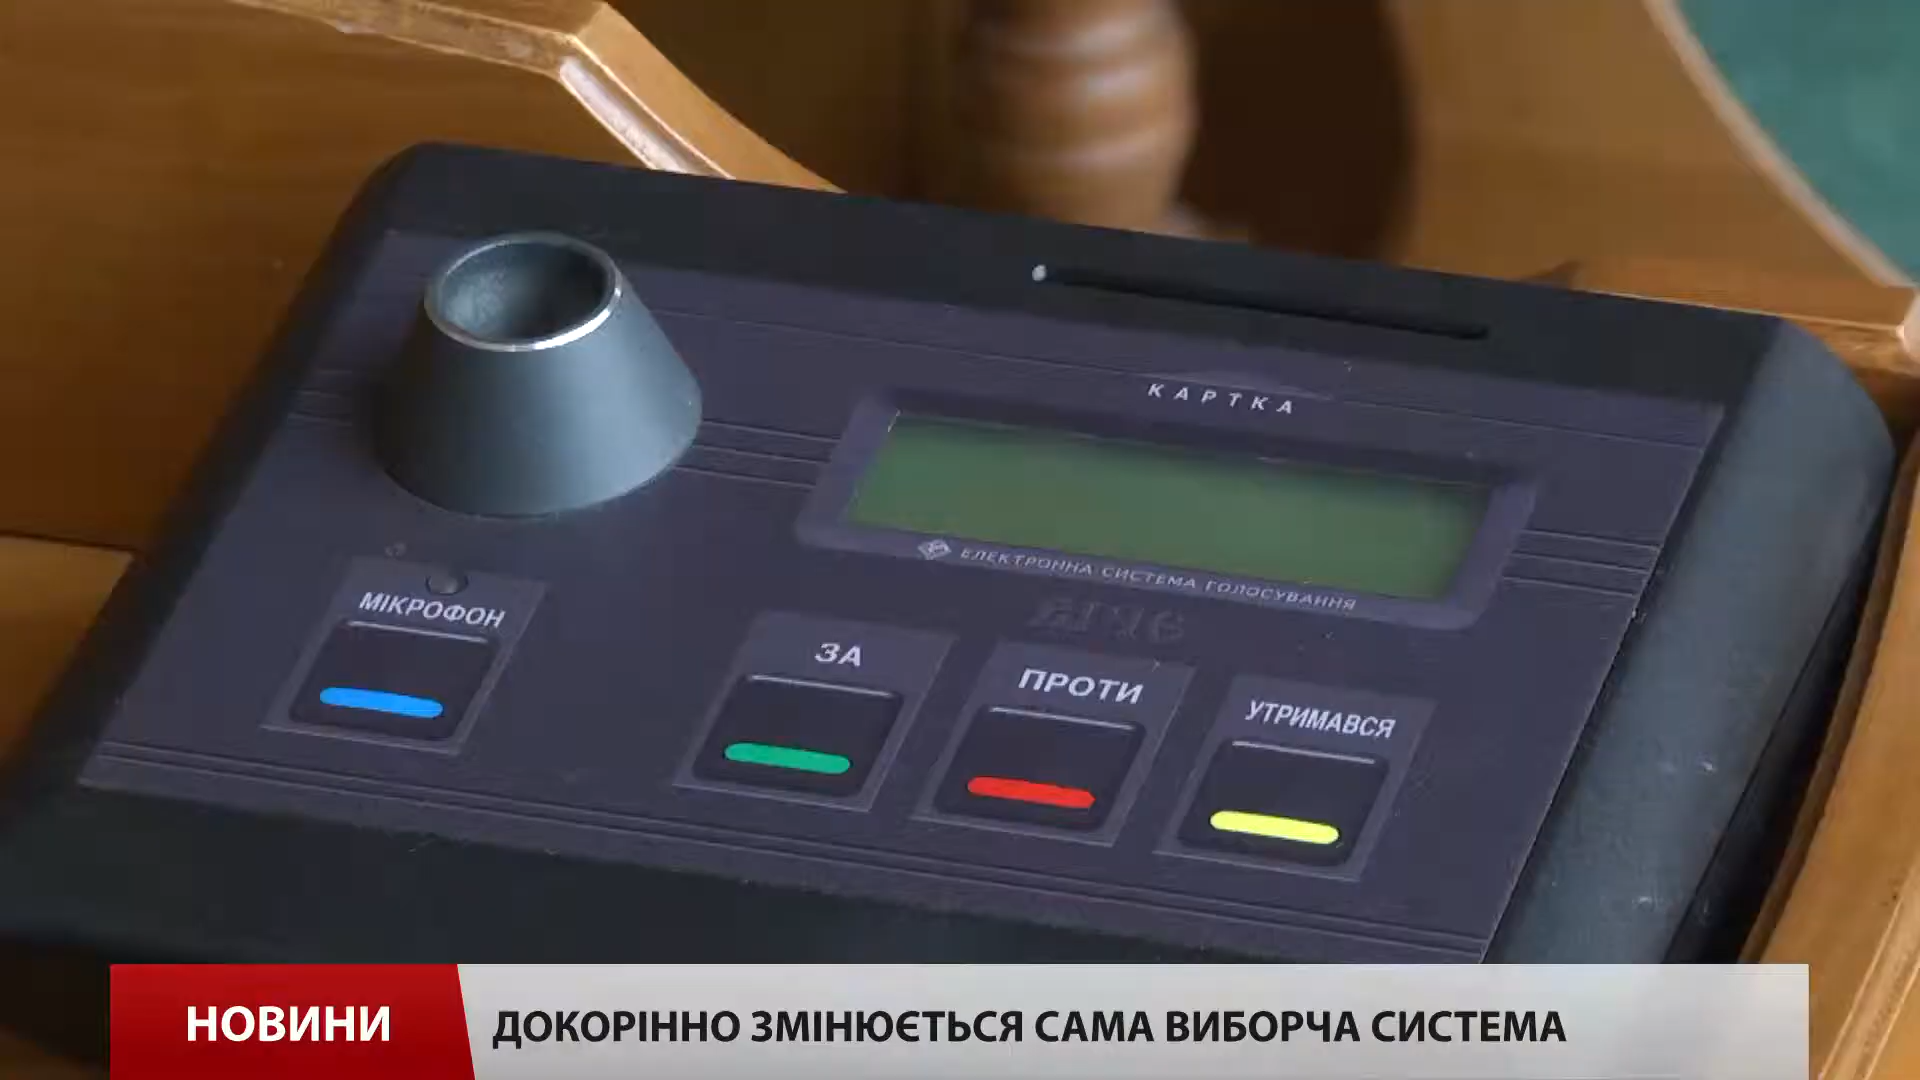 КАРТКА
ЕЛЕКТРОННА СИСТЕМА ГОЛОСУВАННЯ
МІКРОФОН
ЗА
ПРОТИ
УТРИМАВСЯ
НОВИНИ
ДОКОРІННО ЗМІНЮЄТЬСЯ САМА ВИБОРЧА СИСТЕМА